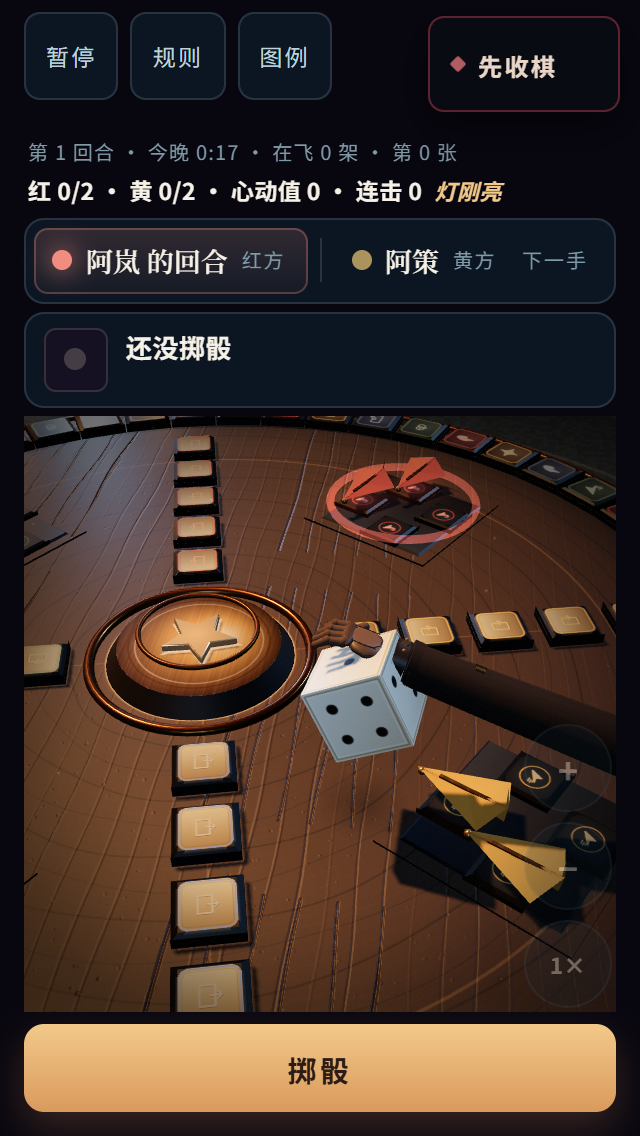 暂停 规则 图例 先收棋
第 1 回合 • 今晚 0:17 • 在飞 0 架 • 第 0 张
红 0/2 • 黄 0/2 • 心动值 0 • 连击 0 灯刚亮
阿岚 的回合 红方 阿策 黄方 下一手
还没掷骰
+
−
1×
掷骰